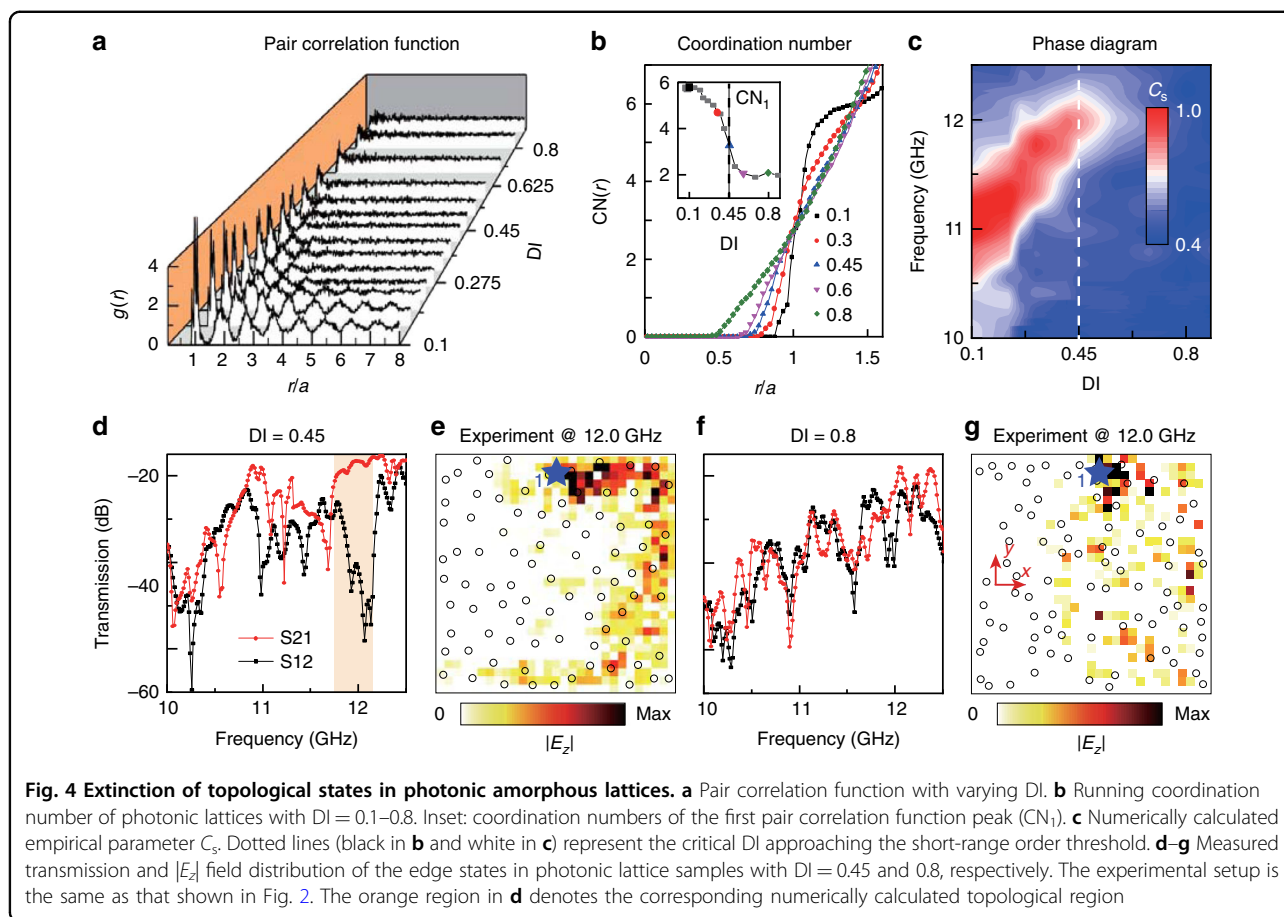 a Pair correlation function
g(r)
4
2
0
0 1 2 3 4 5 6 7 8
r/a
0.1
0.275
0.45
0.625
0.8
DI
b Coordination number
CN(r)
6
4
2
0
0 0.5 1 1.5
r/a
6
4
2
0.1 0.45 0.8
DI
CN₁
0.1
0.3
0.45
0.6
0.8
c Phase diagram
Frequency (GHz)
12
11
10
0.1 0.45 0.8
DI
Cₛ
1.0
0.4
d DI = 0.45
Transmission (dB)
−20
−40
−60
S21
S12
10 11 12
Frequency (GHz)
e Experiment @ 12.0 GHz
1
0 Max
|E_z|
f DI = 0.8
10 11 12
Frequency (GHz)
g Experiment @ 12.0 GHz
1
y
x
0 Max
|E_z|
Fig. 4 Extinction of topological states in photonic amorphous lattices. a Pair correlation function with varying DI. b Running coordination
number of photonic lattices with DI = 0.1–0.8. Inset: coordination numbers of the first pair correlation function peak (CN₁). c Numerically calculated
empirical parameter Cₛ. Dotted lines (black in b and white in c) represent the critical DI approaching the short-range order threshold. d–g Measured
transmission and |E_z| field distribution of the edge states in photonic lattice samples with DI = 0.45 and 0.8, respectively. The experimental setup is
the same as that shown in Fig. 2. The orange region in d denotes the corresponding numerically calculated topological region